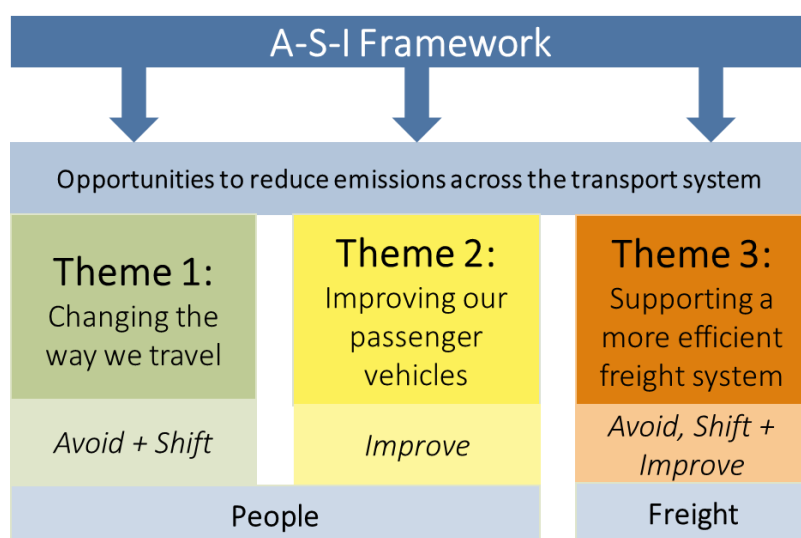 A-S-I Framework
Opportunities to reduce emissions across the transport system
Theme 1:
Changing the
way we travel
Avoid + Shift
Theme 2:
Improving our
passenger
vehicles
Improve
Theme 3:
Supporting a
more efficient
freight system
Avoid, Shift +
Improve
People
Freight